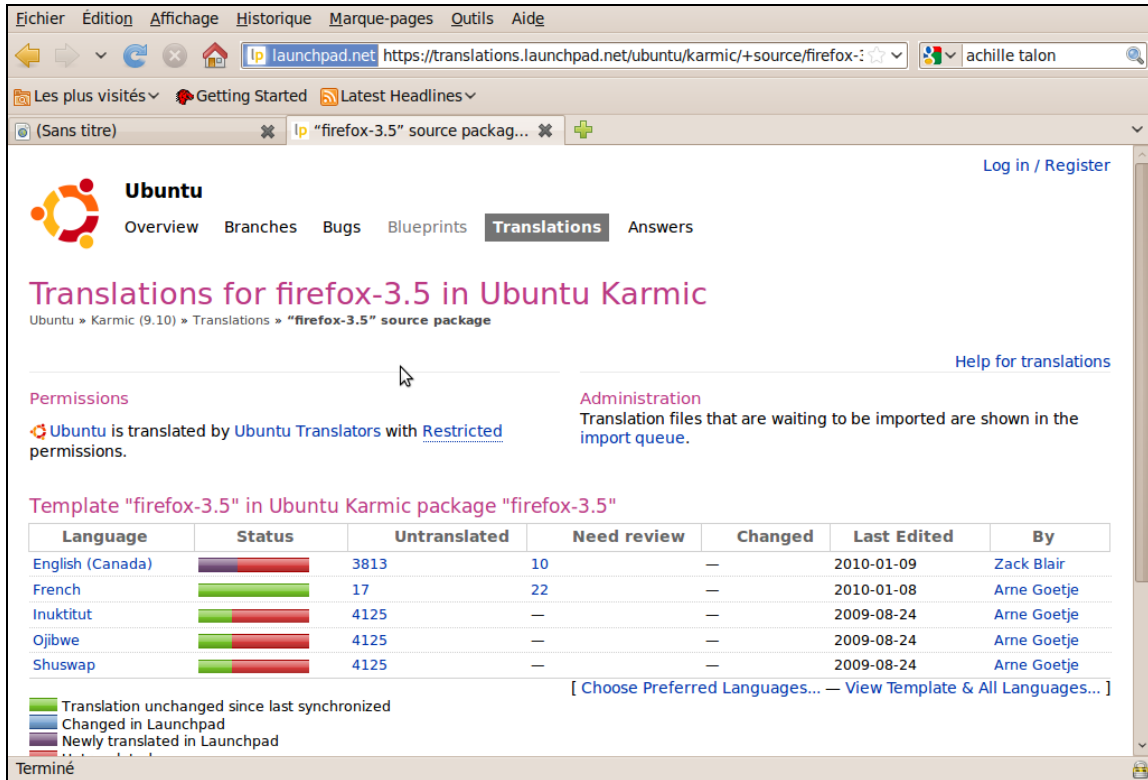 Fichier Édition Affichage Historique Marque-pages Outils Aide
lp launchpad.net https://translations.launchpad.net/ubuntu/karmic/+source/firefox-3 achille talon
Les plus visités Getting Started Latest Headlines
(Sans titre) lp “firefox-3.5” source packag...
Log in / Register
Ubuntu
Overview Branches Bugs Blueprints Translations Answers
Translations for firefox-3.5 in Ubuntu Karmic
Ubuntu » Karmic (9.10) » Translations » “firefox-3.5” source package
Help for translations
Permissions
Ubuntu is translated by Ubuntu Translators with Restricted
permissions.
Administration
Translation files that are waiting to be imported are shown in the
import queue.
Template "firefox-3.5" in Ubuntu Karmic package "firefox-3.5"
Language Status Untranslated Need review Changed Last Edited By
English (Canada) 3813 10 — 2010-01-09 Zack Blair
French 17 22 — 2010-01-08 Arne Goetje
Inuktitut 4125 — — 2009-08-24 Arne Goetje
Ojibwe 4125 — — 2009-08-24 Arne Goetje
Shuswap 4125 — — 2009-08-24 Arne Goetje
[ Choose Preferred Languages... — View Template & All Languages... ]
Translation unchanged since last synchronized
Changed in Launchpad
Newly translated in Launchpad
Terminé